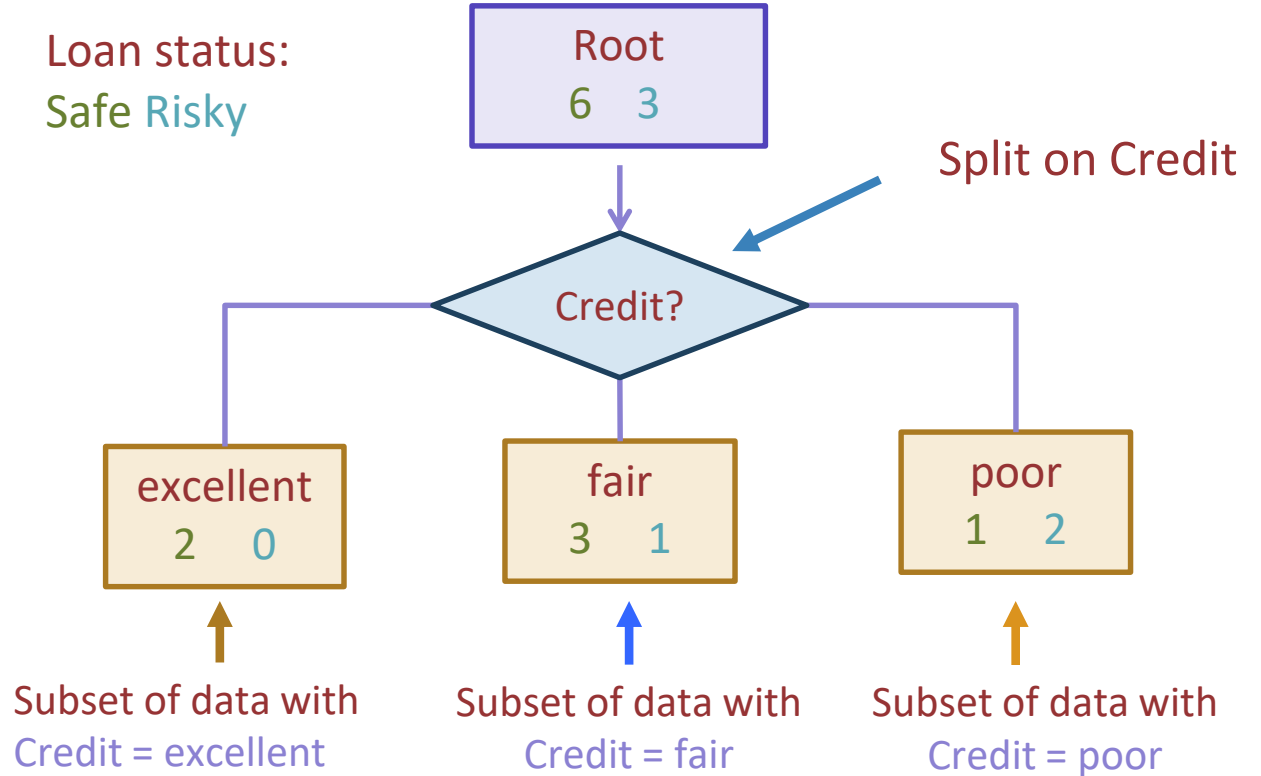 Loan status:
Safe Risky
Root
6 3
Split on Credit
Credit?
excellent
2 0
fair
3 1
poor
1 2
Subset of data with
Credit = excellent
Subset of data with
Credit = fair
Subset of data with
Credit = poor